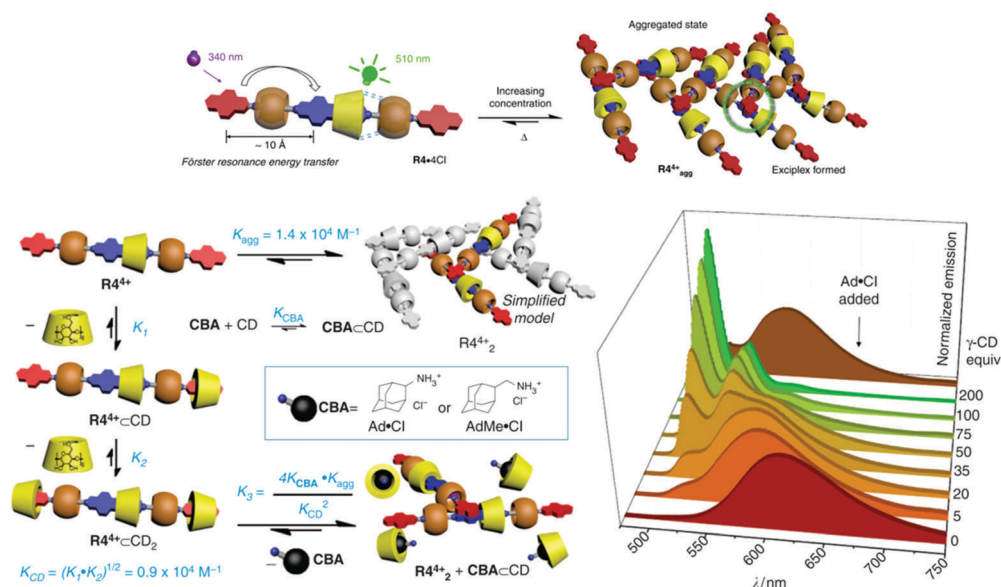 Aggregated state
340 nm
510 nm
Increasing
concentration
Δ
~ 10 Å
Förster resonance energy transfer
R4•4Cl
R4⁴⁺agg
Exciplex formed
Kagg = 1.4 x 10⁴ M⁻¹
R4⁴⁺
Simplified
model
R4⁴⁺₂
–
K₁
CBA + CD
KCBA
CBA⊂CD
R4⁴⁺⊂CD
CBA=
NH₃⁺
Cl⁻
or
NH₃⁺
Cl⁻
Ad•Cl
AdMe•Cl
–
K₂
R4⁴⁺⊂CD₂
K₃ =
4KCBA •Kagg
KCD²
– CBA
R4⁴⁺₂ + CBA⊂CD
KCD = (K₁•K₂)¹/² = 0.9 x 10⁴ M⁻¹
Normalized emission
Ad•Cl
added
γ-CD
equiv
200
100
75
50
35
20
5
0
500
550
600
650
700
750
λ/nm